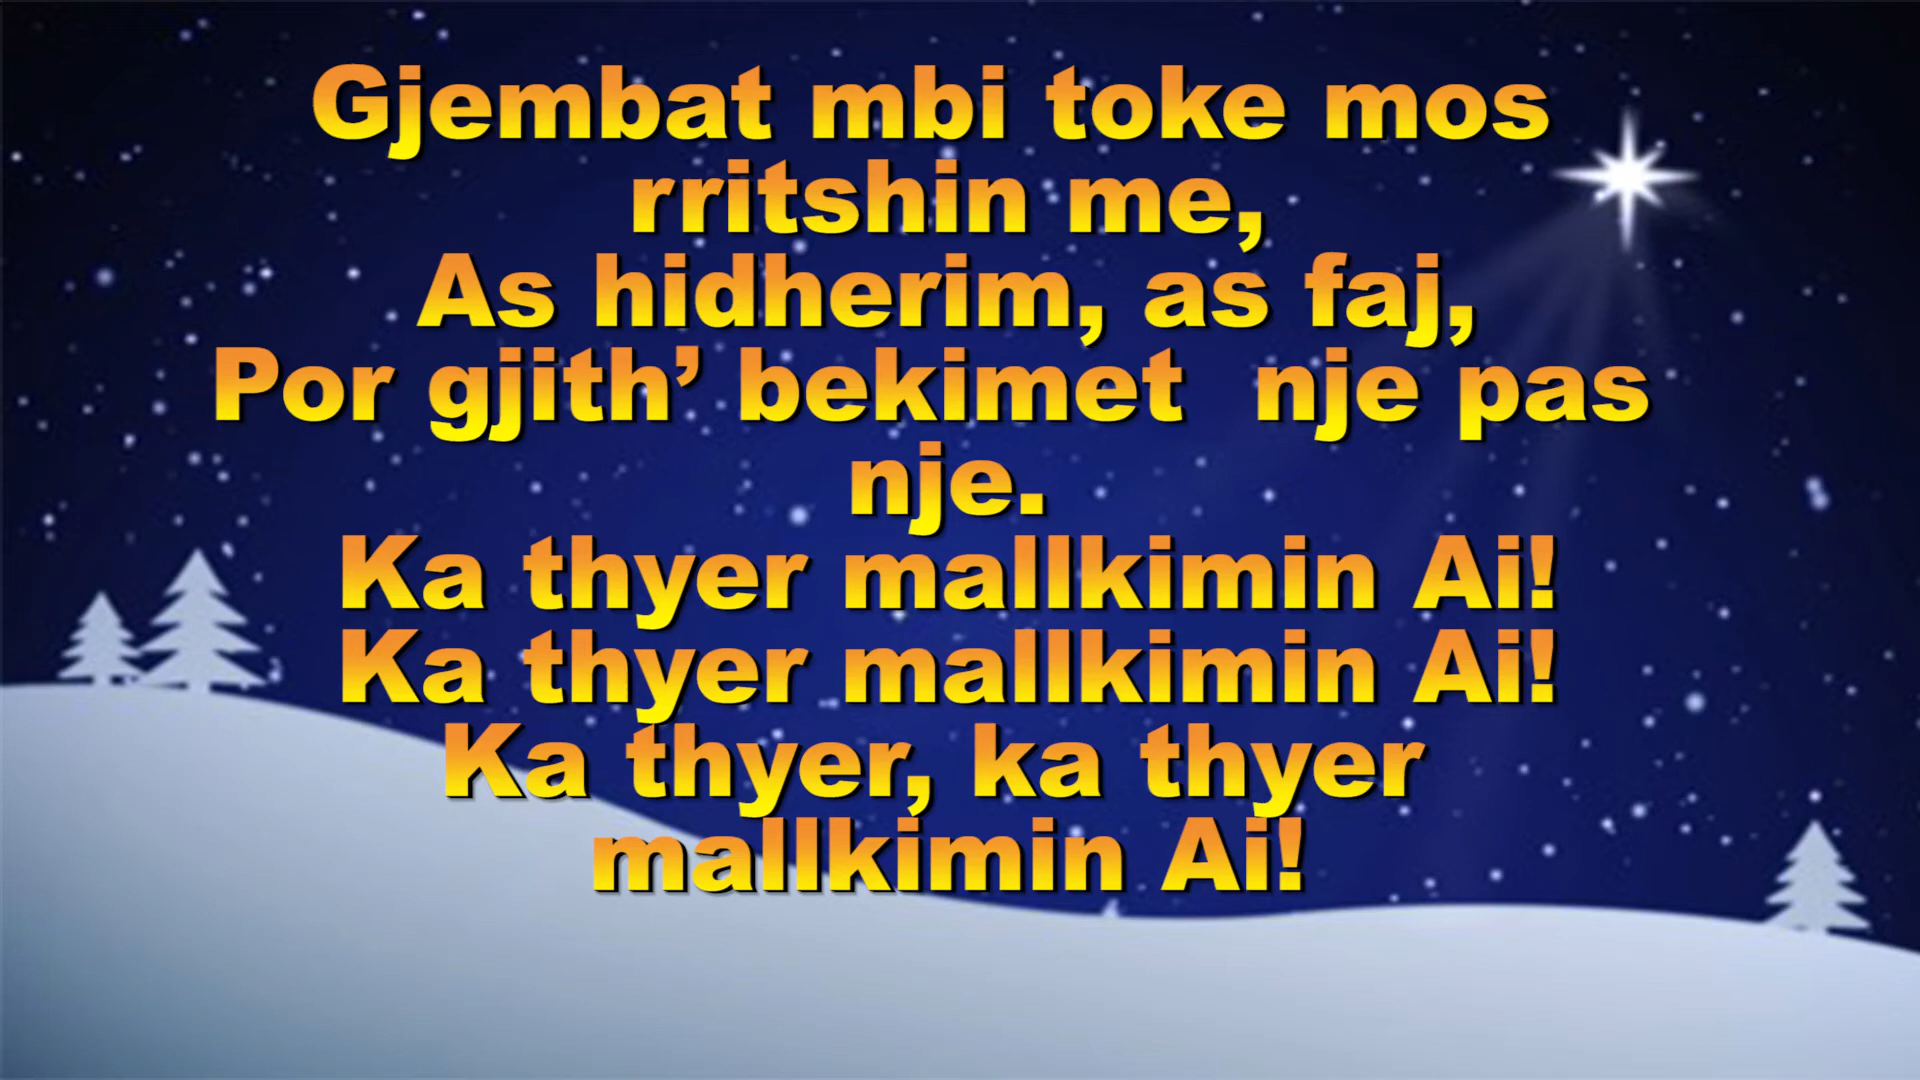 Gjembat mbi toke mos
rritshin me,
As hidherim, as faj,
Por gjith’ bekimet  nje pas
nje.
Ka thyer mallkimin Ai!
Ka thyer mallkimin Ai!
Ka thyer, ka thyer
mallkimin Ai!